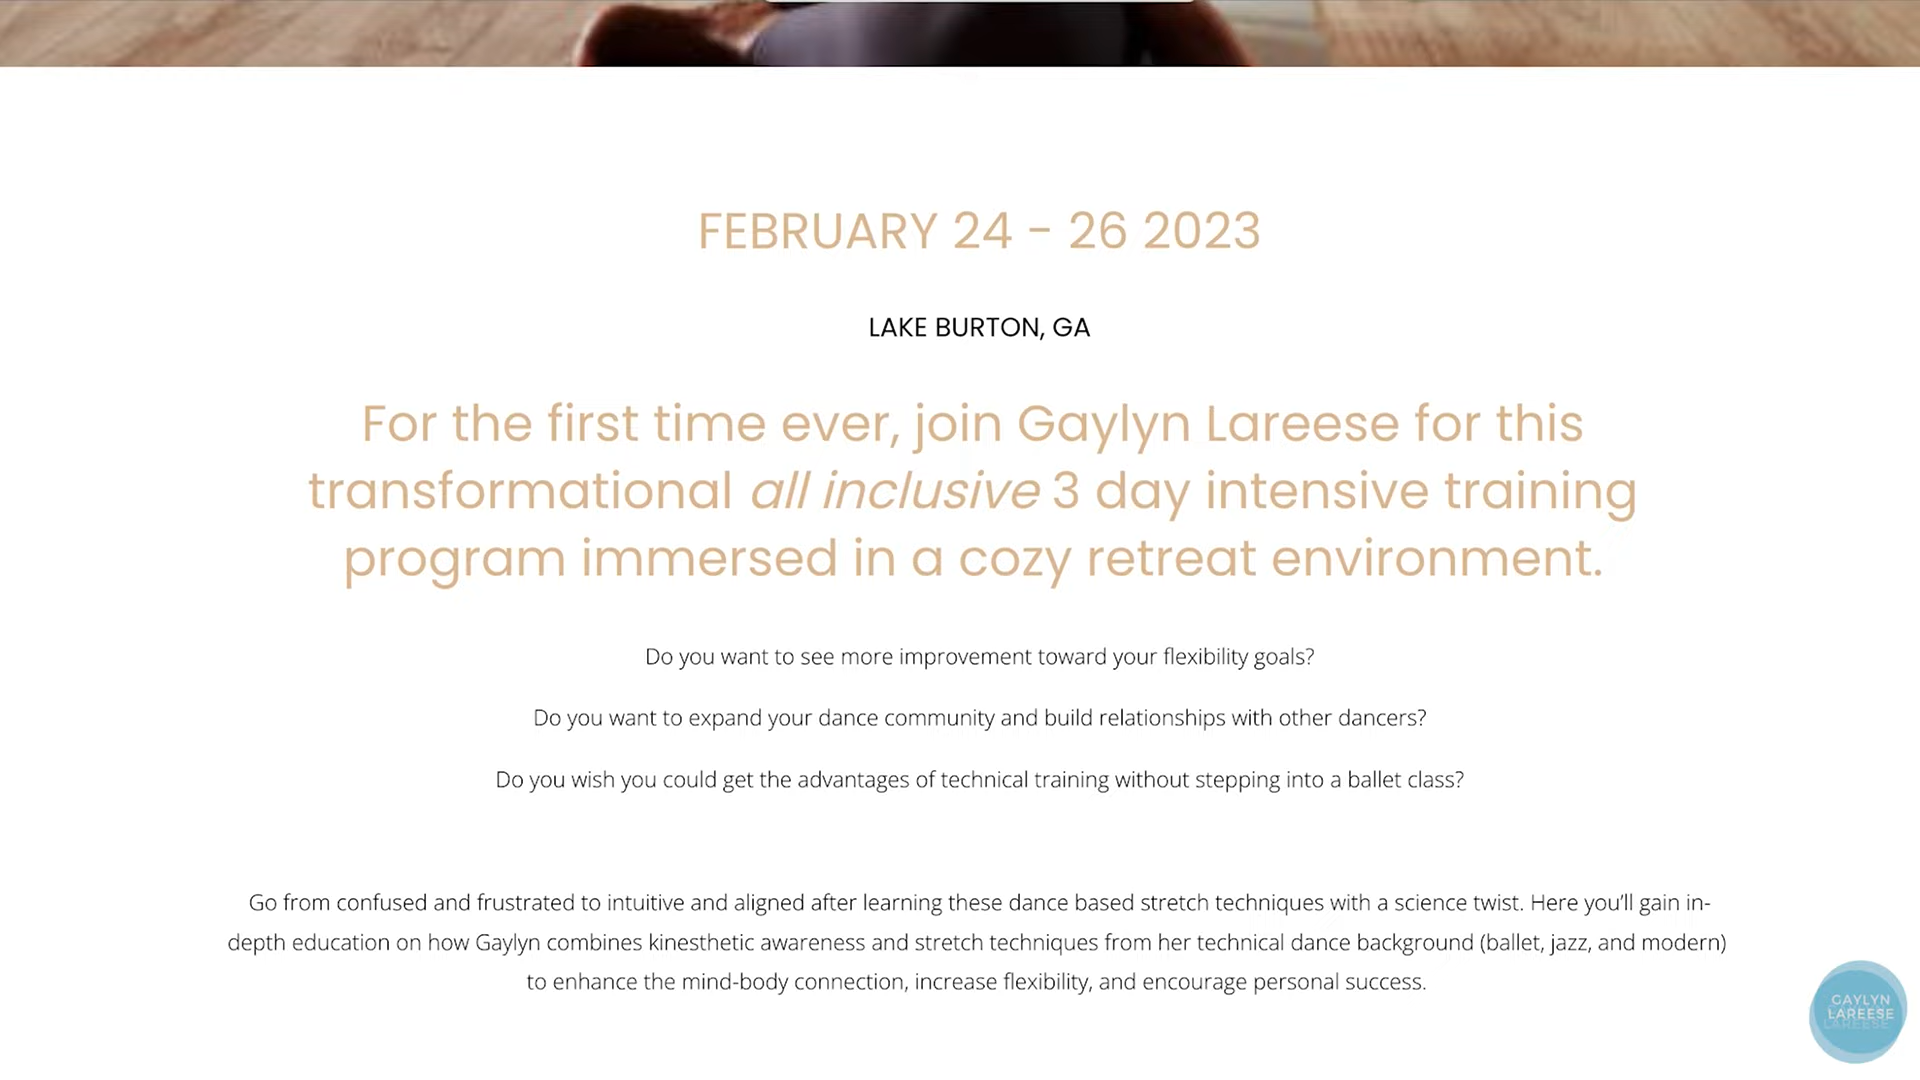 FEBRUARY 24 - 26 2023
LAKE BURTON, GA
For the first time ever, join Gaylyn Lareese for this
transformational all inclusive 3 day intensive training
program immersed in a cozy retreat environment.
Do you want to see more improvement toward your flexibility goals?
Do you want to expand your dance community and build relationships with other dancers?
Do you wish you could get the advantages of technical training without stepping into a ballet class?
Go from confused and frustrated to intuitive and aligned after learning these dance based stretch techniques with a science twist. Here you’ll gain in-
depth education on how Gaylyn combines kinesthetic awareness and stretch techniques from her technical dance background (ballet, jazz, and modern)
to enhance the mind-body connection, increase flexibility, and encourage personal success.
GAYLYN
LAREESE
LAREESE